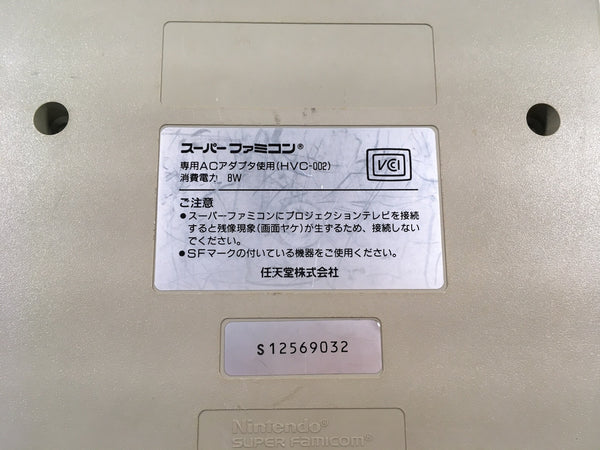 スーパーファミコン®
専用ACアダプタ使用(HVC-002)
消費電力 8W
VCI
ご注意
●スーパーファミコンにプロジェクションテレビを接続
すると残像現象(画面ヤケ)が生ずるため、接続しない
でください。
●SFマークの付いている機器をご使用ください。
任天堂株式会社
S12569032
Nintendo®
SUPER FAMICOM®